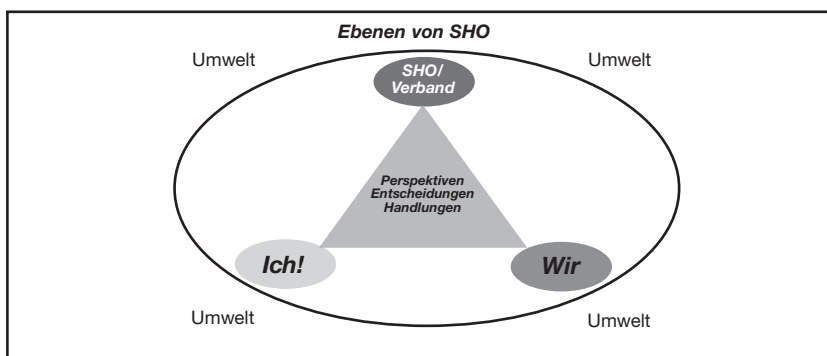 Ebenen von SHO
Umwelt
Umwelt
SHO/
Verband
Perspektiven
Entscheidungen
Handlungen
Ich!
Wir
Umwelt
Umwelt